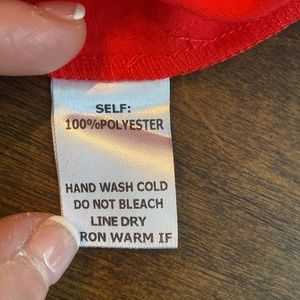 SELF:
100%POLYESTER
HAND WASH COLD
DO NOT BLEACH
LINE DRY
RON WARM IF